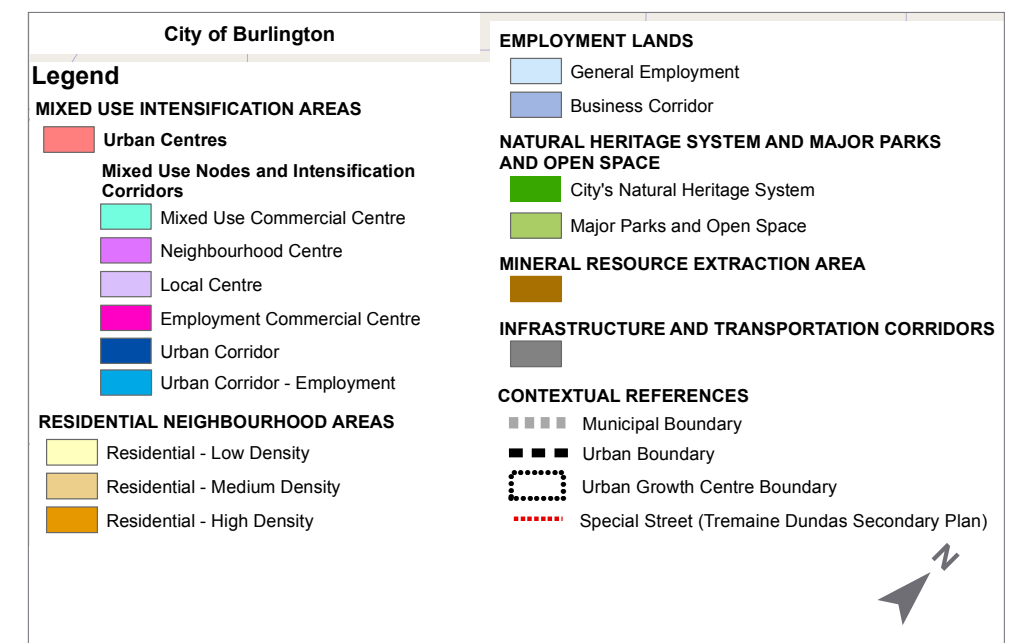 City of Burlington
Legend
MIXED USE INTENSIFICATION AREAS
Urban Centres
Mixed Use Nodes and Intensification
Corridors
Mixed Use Commercial Centre
Neighbourhood Centre
Local Centre
Employment Commercial Centre
Urban Corridor
Urban Corridor - Employment
RESIDENTIAL NEIGHBOURHOOD AREAS
Residential - Low Density
Residential - Medium Density
Residential - High Density
EMPLOYMENT LANDS
General Employment
Business Corridor
NATURAL HERITAGE SYSTEM AND MAJOR PARKS
AND OPEN SPACE
City's Natural Heritage System
Major Parks and Open Space
MINERAL RESOURCE EXTRACTION AREA
INFRASTRUCTURE AND TRANSPORTATION CORRIDORS
CONTEXTUAL REFERENCES
Municipal Boundary
Urban Boundary
Urban Growth Centre Boundary
Special Street (Tremaine Dundas Secondary Plan)
N